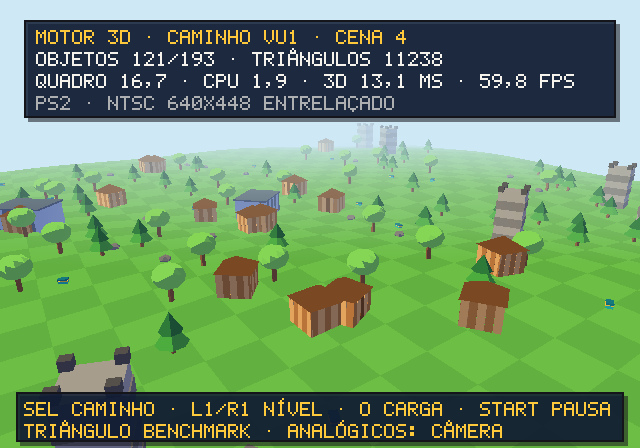 MOTOR 3D · CAMINHO VU1 · CENA 4
OBJETOS 121/193 · TRIÂNGULOS 11238
QUADRO 16,7 · CPU 1,9 · 3D 13,1 MS · 59,8 FPS
PS2 · NTSC 640X448 ENTRELAÇADO
SEL CAMINHO · L1/R1 NÍVEL · O CARGA · START PAUSA
TRIÂNGULO BENCHMARK · ANALÓGICOS: CÂMERA